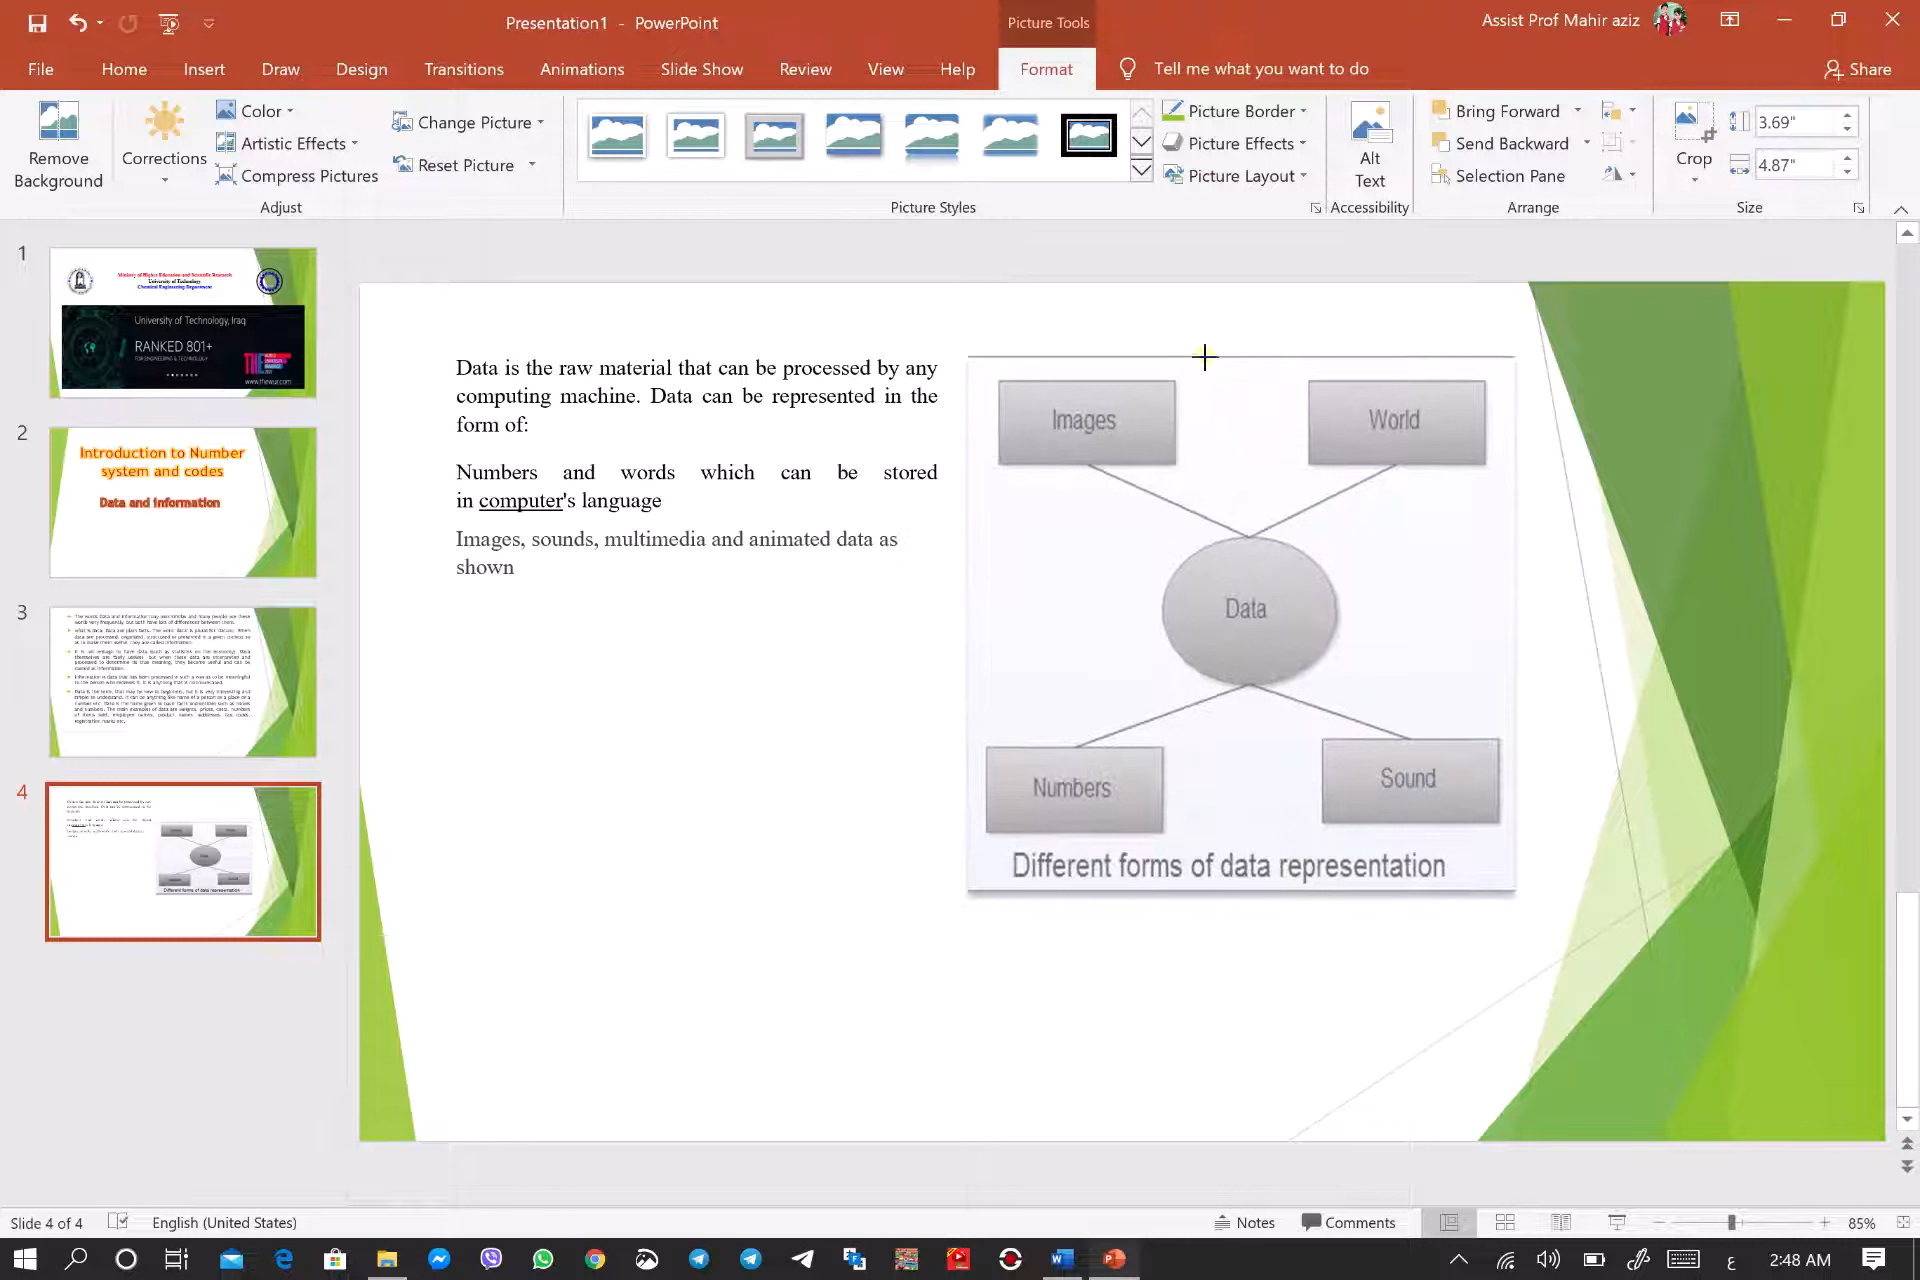 Presentation1 - PowerPoint
Picture Tools
Assist Prof Mahir aziz
File
Home
Insert
Draw
Design
Transitions
Animations
Slide Show
Review
View
Help
Format
Tell me what you want to do
Share
Remove
Background
Corrections
Color
Artistic Effects
Compress Pictures
Change Picture
Reset Picture
Adjust
Picture Styles
Picture Border
Picture Effects
Picture Layout
Alt
Text
Accessibility
Bring Forward
Send Backward
Selection Pane
Arrange
Crop
3.69"
4.87"
Size
1
Ministry of Higher Education and Scientific Research
University of Technology
Chemical Engineering Department
University of Technology, Iraq
RANKED 801+
FOR ENGINEERING & TECHNOLOGY
THE
2
Introduction to Number
system and codes
Data and information
3
4
Data is the raw material that can be processed by any
computing machine. Data can be represented in the
form of:
Numbers and words which can be stored
in computer's language
Images, sounds, multimedia and animated data as
shown
Images
World
Data
Numbers
Sound
Different forms of data representation
Slide 4 of 4
English (United States)
Notes
Comments
85%
ع
2:48 AM